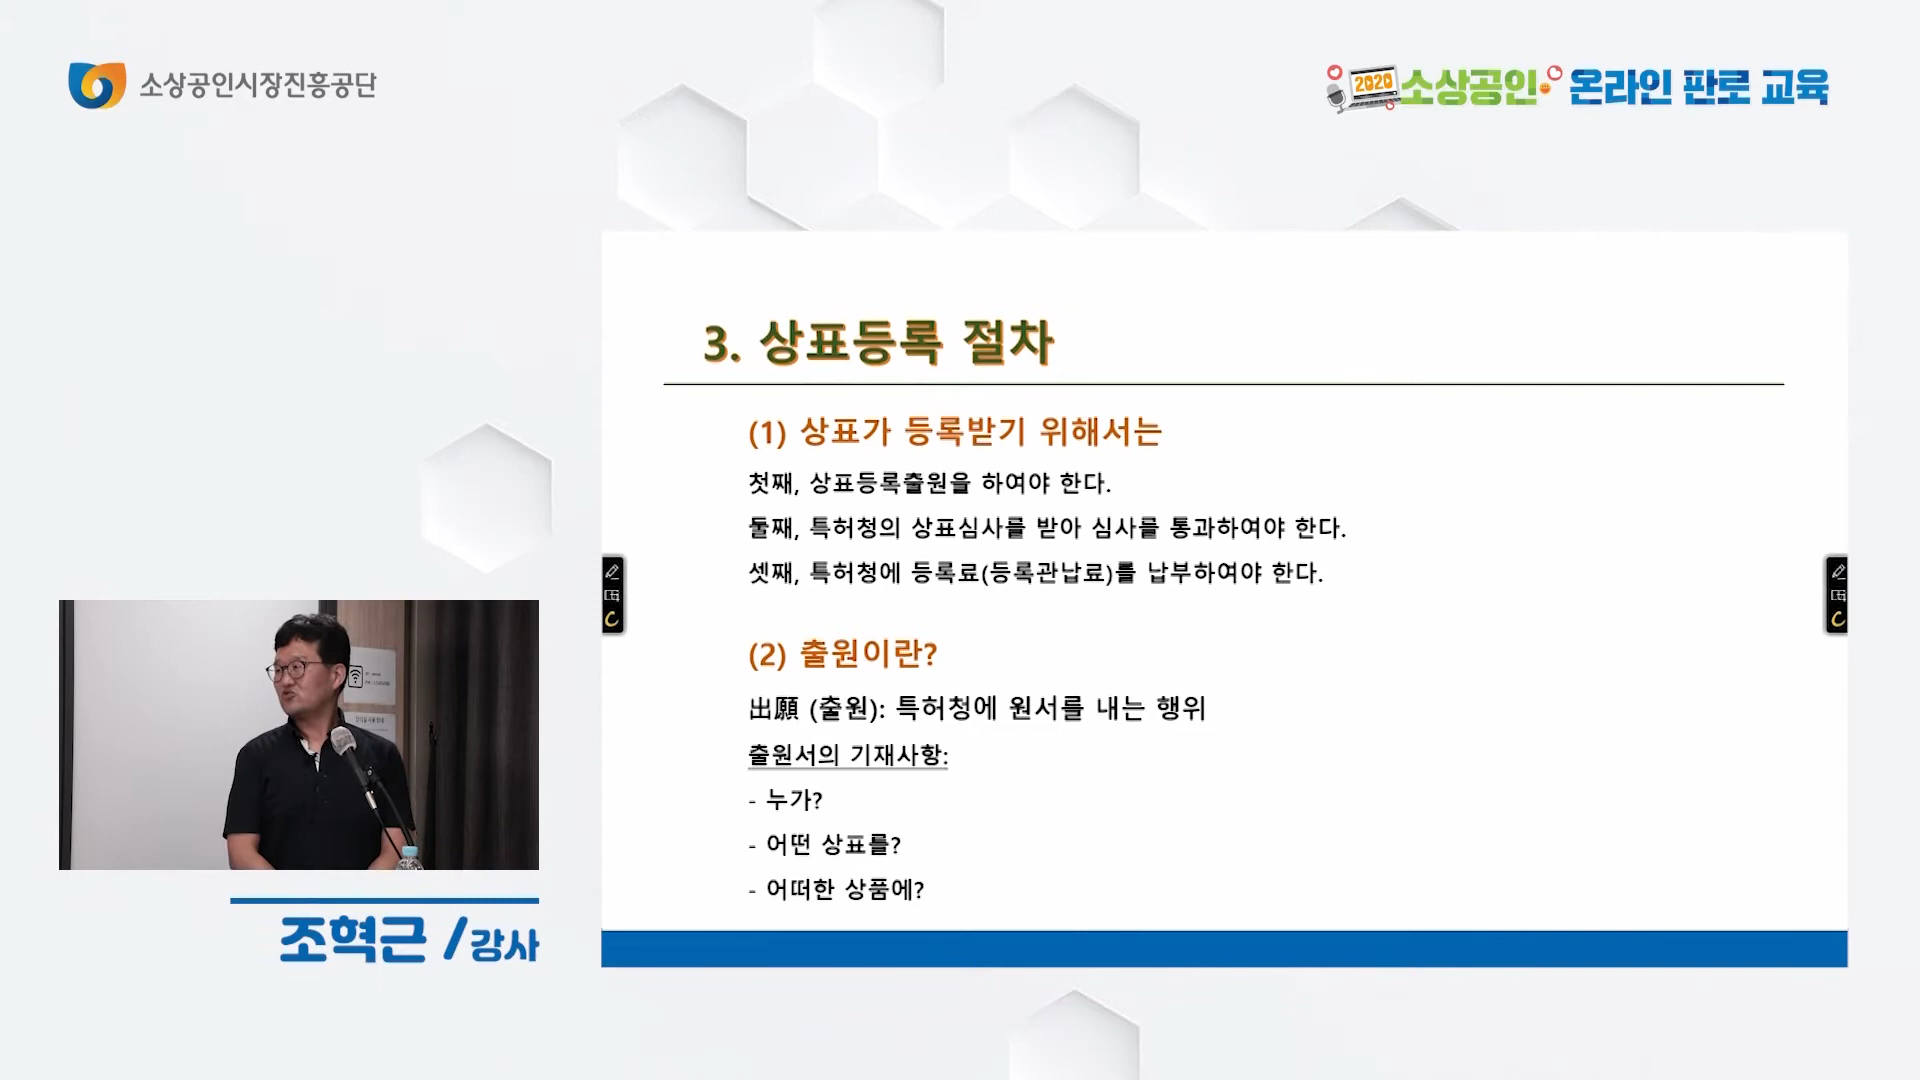 소상공인시장진흥공단
2020 소상공인 온라인 판로 교육
3. 상표등록 절차
(1) 상표가 등록받기 위해서는
첫째, 상표등록출원을 하여야 한다.
둘째, 특허청의 상표심사를 받아 심사를 통과하여야 한다.
셋째, 특허청에 등록료(등록관납료)를 납부하여야 한다.
(2) 출원이란?
出願 (출원): 특허청에 원서를 내는 행위
출원서의 기재사항:
- 누가?
- 어떤 상표를?
- 어떠한 상품에?
조혁근 / 강사